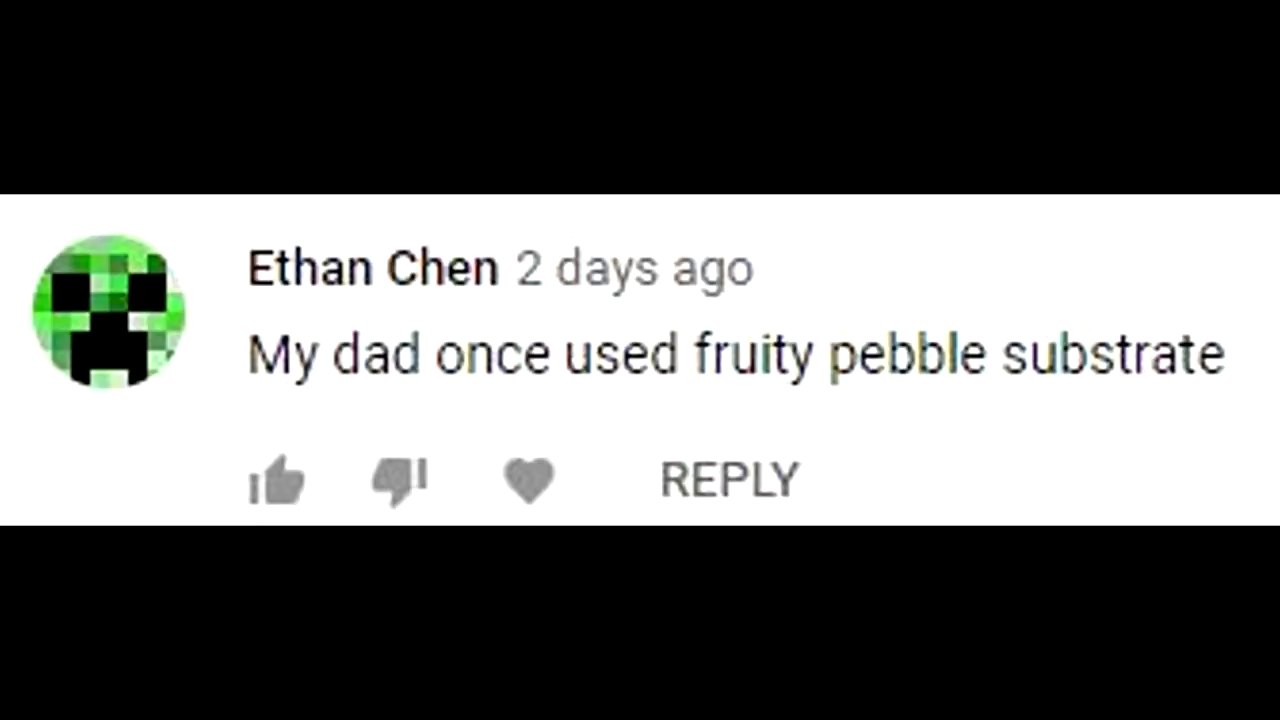 Ethan Chen 2 days ago
My dad once used fruity pebble substrate
REPLY